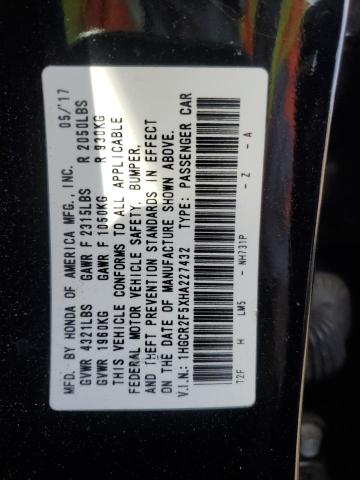 MFD. BY HONDA OF AMERICA MFG., INC. 05/'17
GVWR 4321LBS GAWR F 2315LBS R 2050LBS
GVWR 1960KG GAWR F 1050KG R 930KG
THIS VEHICLE CONFORMS TO ALL APPLICABLE
FEDERAL MOTOR VEHICLE SAFETY, BUMPER,
AND THEFT PREVENTION STANDARDS IN EFFECT
ON THE DATE OF MANUFACTURE SHOWN ABOVE.
V.I.N.: 1HGCR2F5XHA227432 TYPE: PASSENGER CAR
T2F H LM5 - NH731P - Z - A